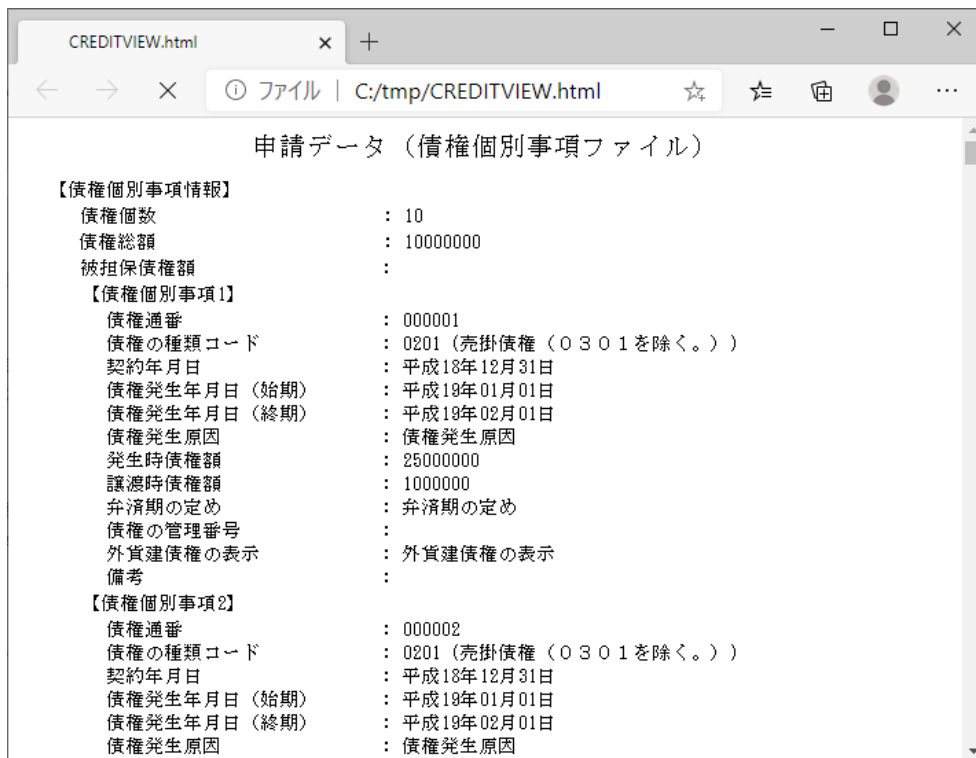 CREDITVIEW.html
ファイル | C:/tmp/CREDITVIEW.html
申請データ（債権個別事項ファイル）
【債権個別事項情報】
債権個数 : 10
債権総額 : 10000000
被担保債権額 :
【債権個別事項1】
債権通番 : 000001
債権の種類コード : 0201（売掛債権（０３０１を除く。））
契約年月日 : 平成18年12月31日
債権発生年月日（始期） : 平成19年01月01日
債権発生年月日（終期） : 平成19年02月01日
債権発生原因 : 債権発生原因
発生時債権額 : 25000000
譲渡時債権額 : 1000000
弁済期の定め : 弁済期の定め
債権の管理番号 :
外貨建債権の表示 : 外貨建債権の表示
備考 :
【債権個別事項2】
債権通番 : 000002
債権の種類コード : 0201（売掛債権（０３０１を除く。））
契約年月日 : 平成18年12月31日
債権発生年月日（始期） : 平成19年01月01日
債権発生年月日（終期） : 平成19年02月01日
債権発生原因 : 債権発生原因